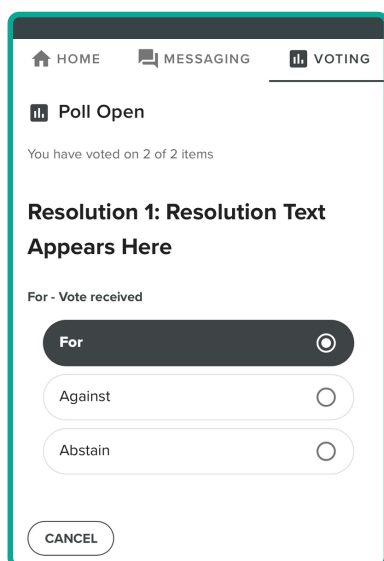 HOME MESSAGING VOTING
Poll Open
You have voted on 2 of 2 items
Resolution 1: Resolution Text
Appears Here
For - Vote received
For
Against
Abstain
CANCEL